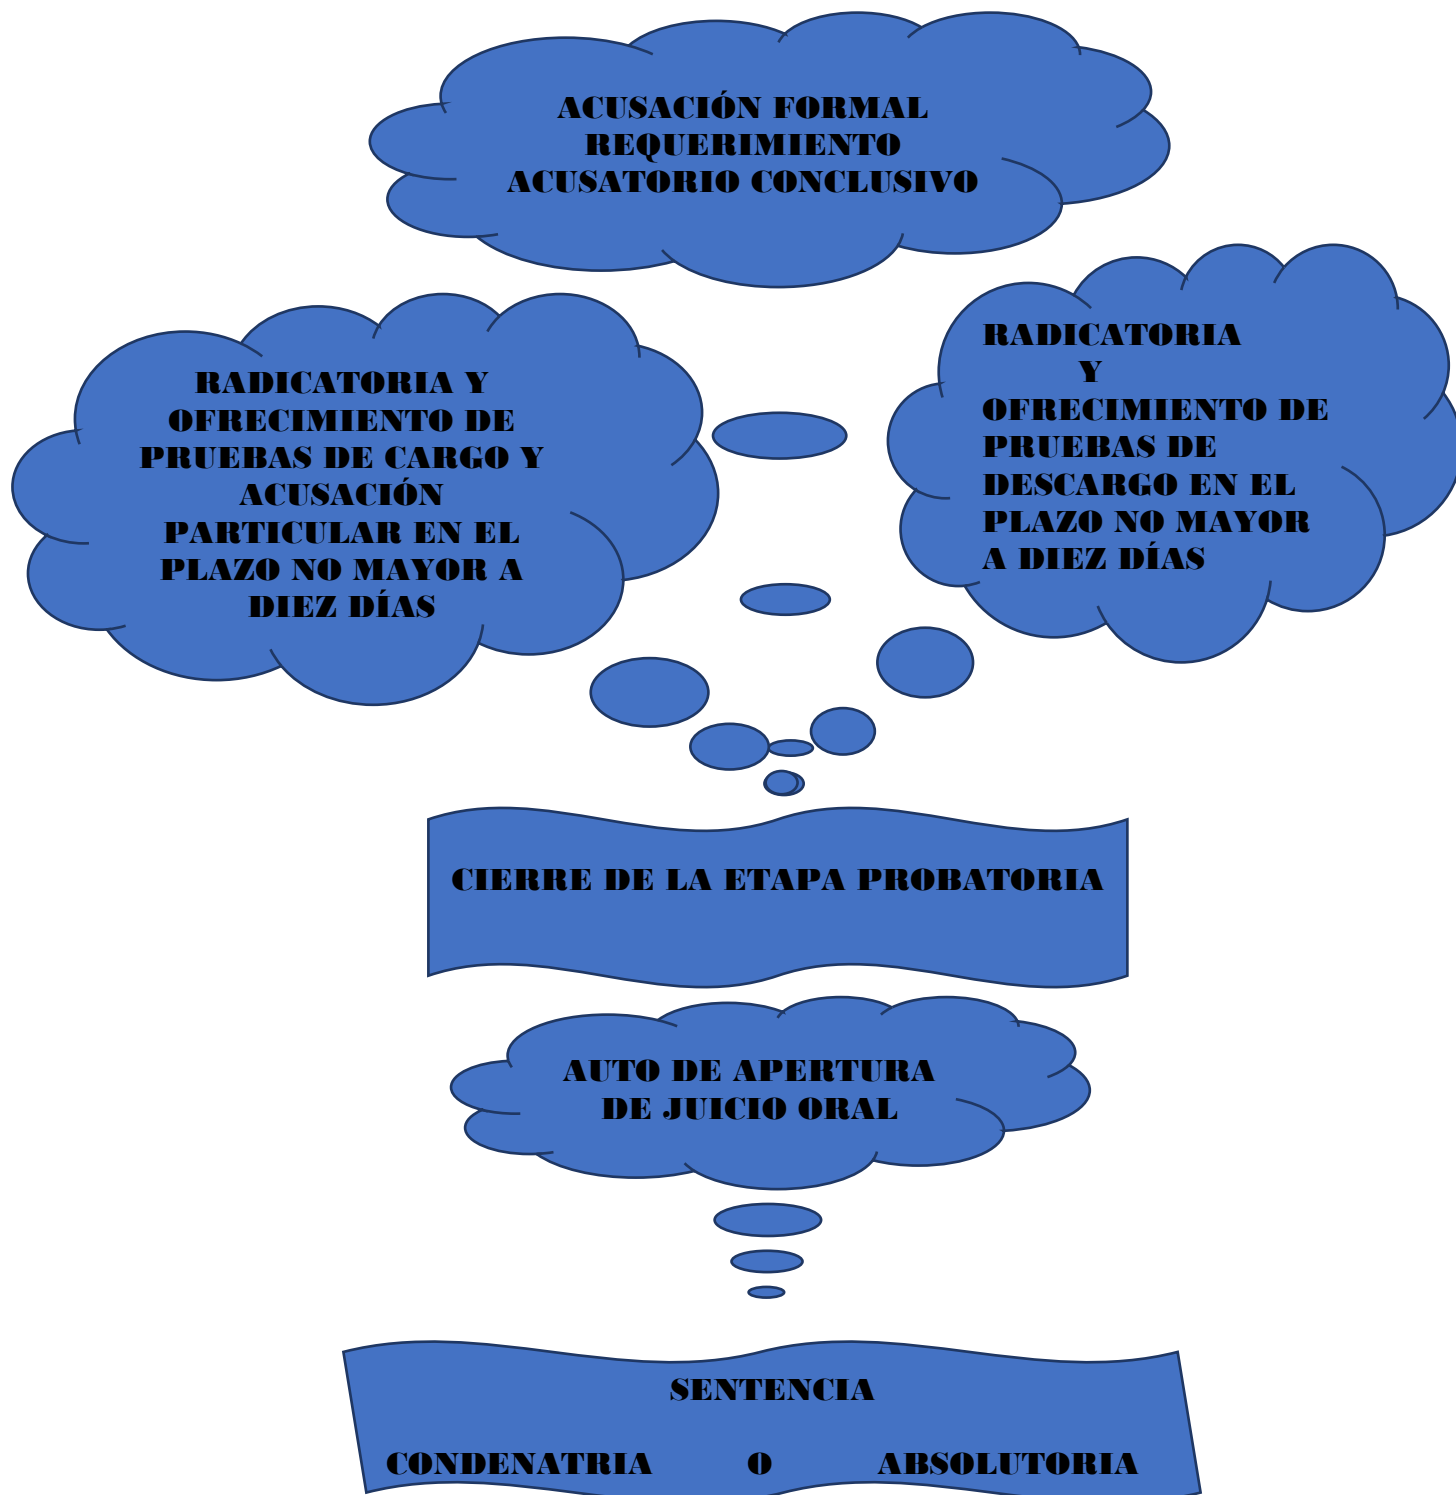 ACUSACIÓN FORMAL
REQUERIMIENTO
ACUSATORIO CONCLUSIVO
RADICATORIA Y
OFRECIMIENTO DE
PRUEBAS DE CARGO Y
ACUSACIÓN
PARTICULAR EN EL
PLAZO NO MAYOR A
DIEZ DÍAS
RADICATORIA
Y
OFRECIMIENTO DE
PRUEBAS DE
DESCARGO EN EL
PLAZO NO MAYOR
A DIEZ DÍAS
CIERRE DE LA ETAPA PROBATORIA
AUTO DE APERTURA
DE JUICIO ORAL
SENTENCIA
CONDENATRIA O ABSOLUTORIA